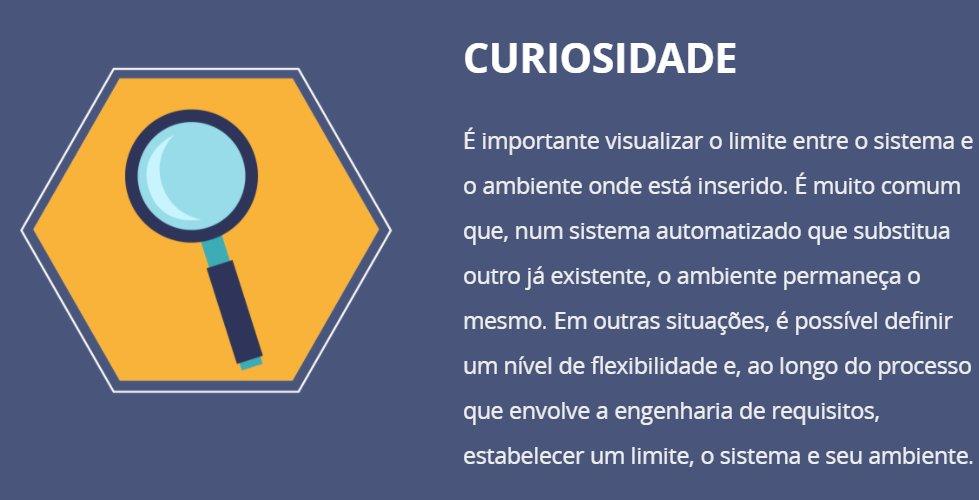 CURIOSIDADE
É importante visualizar o limite entre o sistema e
o ambiente onde está inserido. É muito comum
que, num sistema automatizado que substitua
outro já existente, o ambiente permaneça o
mesmo. Em outras situações, é possível definir
um nível de flexibilidade e, ao longo do processo
que envolve a engenharia de requisitos,
estabelecer um limite, o sistema e seu ambiente.